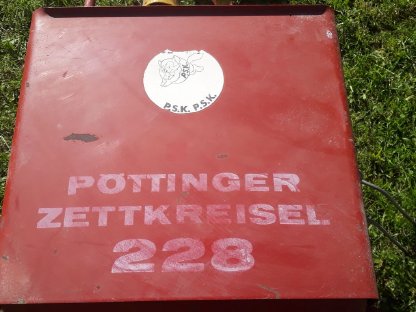 P.S.K.
P.S.K. P.S.K.
PÖTTINGER
ZETTKREISEL
228